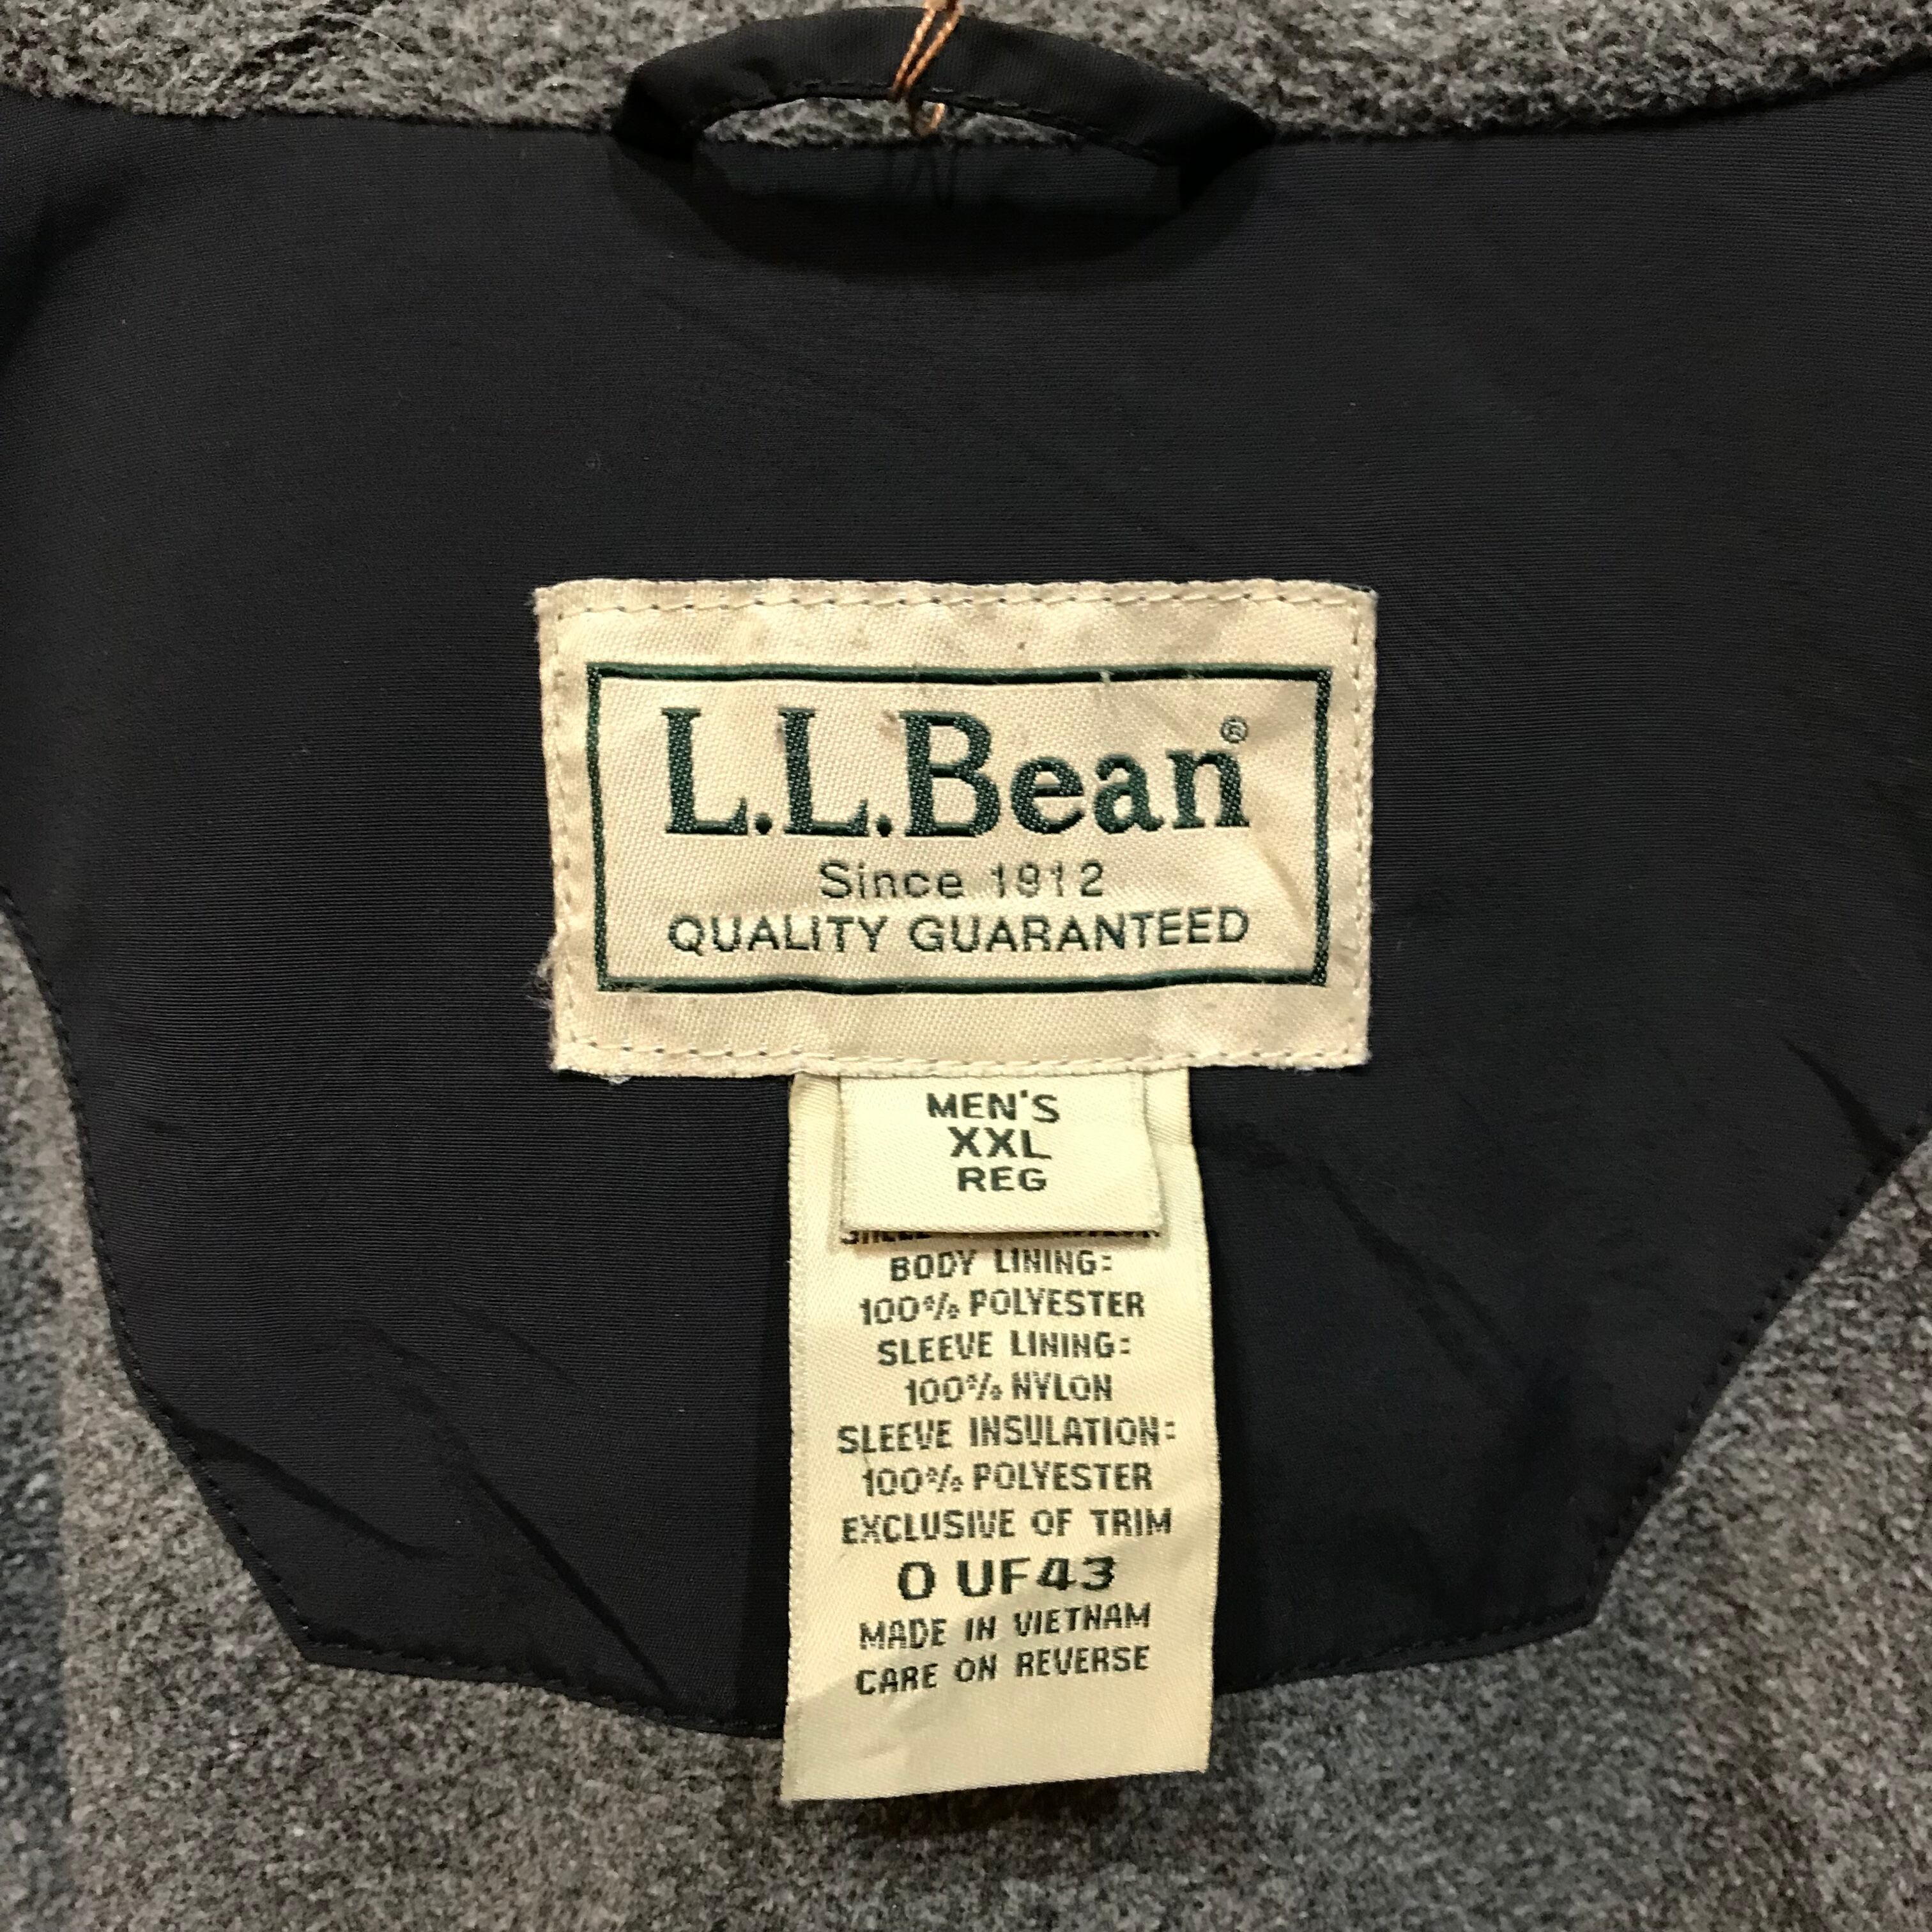 L.L.Bean®
Since 1912
QUALITY GUARANTEED
MEN'S
XXL
REG
BODY LINING:
100% POLYESTER
SLEEVE LINING:
100% NYLON
SLEEVE INSULATION:
100% POLYESTER
EXCLUSIVE OF TRIM
0 UF43
MADE IN VIETNAM
CARE ON REVERSE